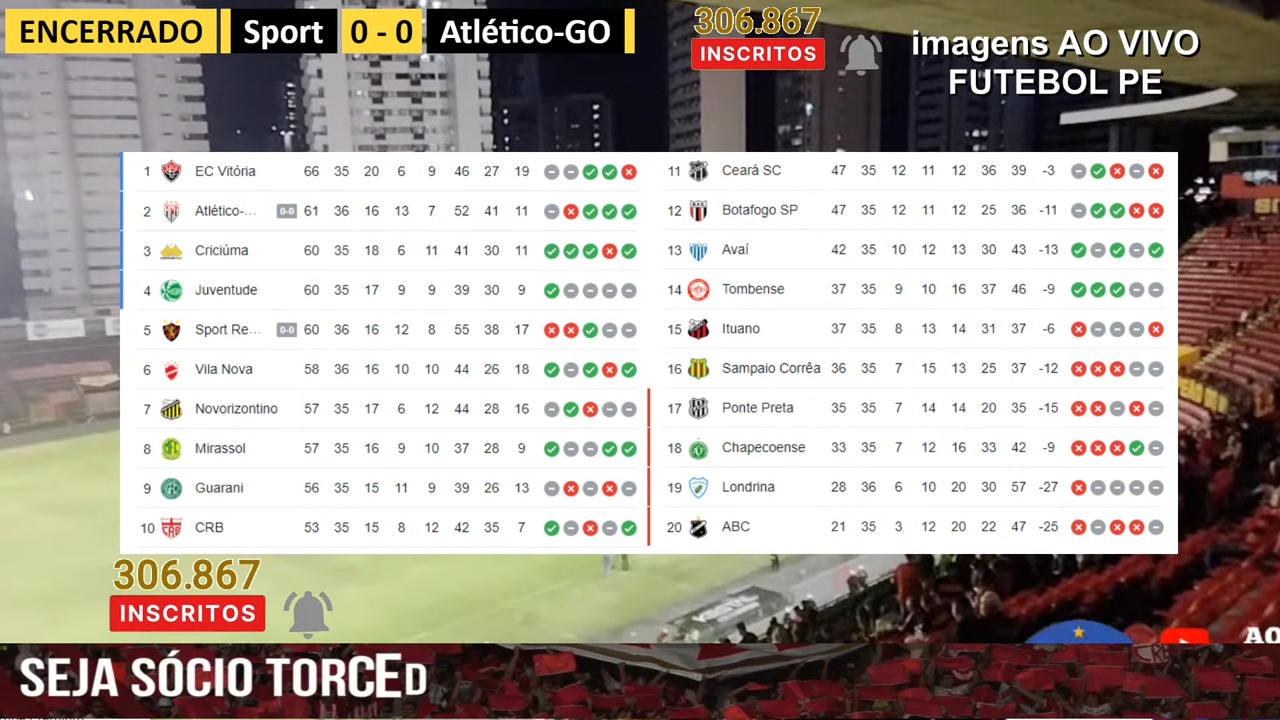 ENCERRADO Sport 0 - 0 Atlético-GO
306.867
INSCRITOS
imagens AO VIVO
FUTEBOL PE
1 EC Vitória 66 35 20 6 9 46 27 19
2 Atlético-... 0-0 61 36 16 13 7 52 41 11
3 Criciúma 60 35 18 6 11 41 30 11
4 Juventude 60 35 17 9 9 39 30 9
5 Sport Re... 0-0 60 36 16 12 8 55 38 17
6 Vila Nova 58 36 16 10 10 44 26 18
7 Novorizontino 57 35 17 6 12 44 28 16
8 Mirassol 57 35 16 9 10 37 28 9
9 Guarani 56 35 15 11 9 39 26 13
10 CRB 53 35 15 8 12 42 35 7
11 Ceará SC 47 35 12 11 12 36 39 -3
12 Botafogo SP 47 35 12 11 12 25 36 -11
13 Avaí 42 35 10 12 13 30 43 -13
14 Tombense 37 35 9 10 16 37 46 -9
15 Ituano 37 35 8 13 14 31 37 -6
16 Sampaio Corrêa 36 35 7 15 13 25 37 -12
17 Ponte Preta 35 35 7 14 14 20 35 -15
18 Chapecoense 33 35 7 12 16 33 42 -9
19 Londrina 28 36 6 10 20 30 57 -27
20 ABC 21 35 3 12 20 22 47 -25
306.867
INSCRITOS
AO
SEJA SÓCIO TORCED